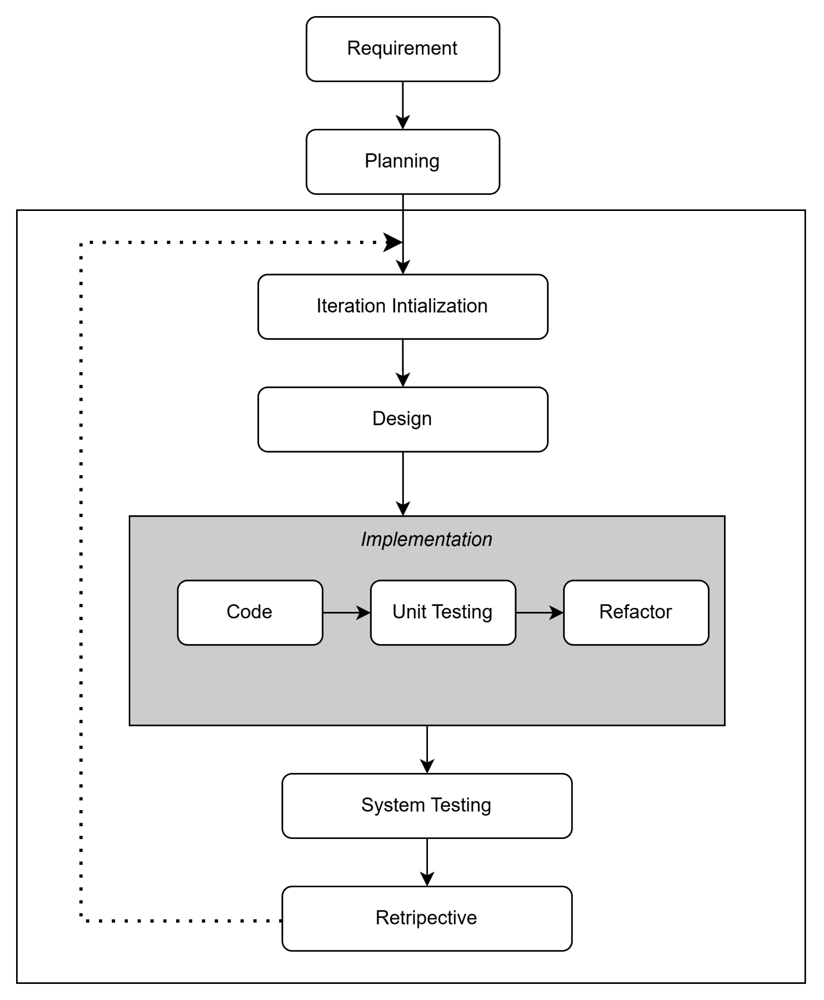 Requirement
Planning
Iteration Intialization
Design
Implementation
Code
Unit Testing
Refactor
System Testing
Retripective